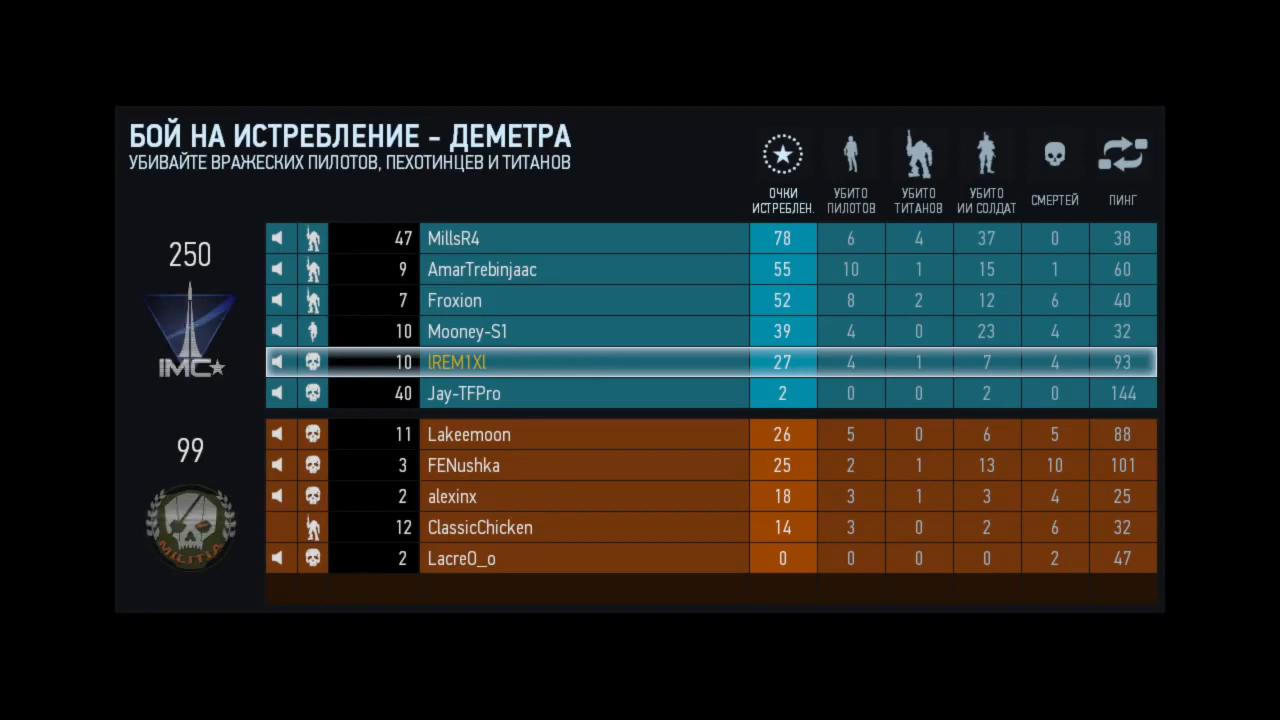 БОЙ НА ИСТРЕБЛЕНИЕ - ДЕМЕТРА
УБИВАЙТЕ ВРАЖЕСКИХ ПИЛОТОВ, ПЕХОТИНЦЕВ И ТИТАНОВ
ОЧКИ ИСТРЕБЛЕН. УБИТО ПИЛОТОВ УБИТО ТИТАНОВ УБИТО ИИ СОЛДАТ СМЕРТЕЙ ПИНГ
250
IMC
47 MillsR4 78 6 4 37 0 38
9 AmarTrebinjaac 55 10 1 15 1 60
7 Froxion 52 8 2 12 6 40
10 Mooney-S1 39 4 0 23 4 32
10 lREM1Xl 27 4 1 7 4 93
40 Jay-TFPro 2 0 0 2 0 144
99
MILITIA
11 Lakeemoon 26 5 0 6 5 88
3 FENushka 25 2 1 13 10 101
2 alexinx 18 3 1 3 4 25
12 ClassicChicken 14 3 0 2 6 32
2 LacreO_o 0 0 0 0 2 47